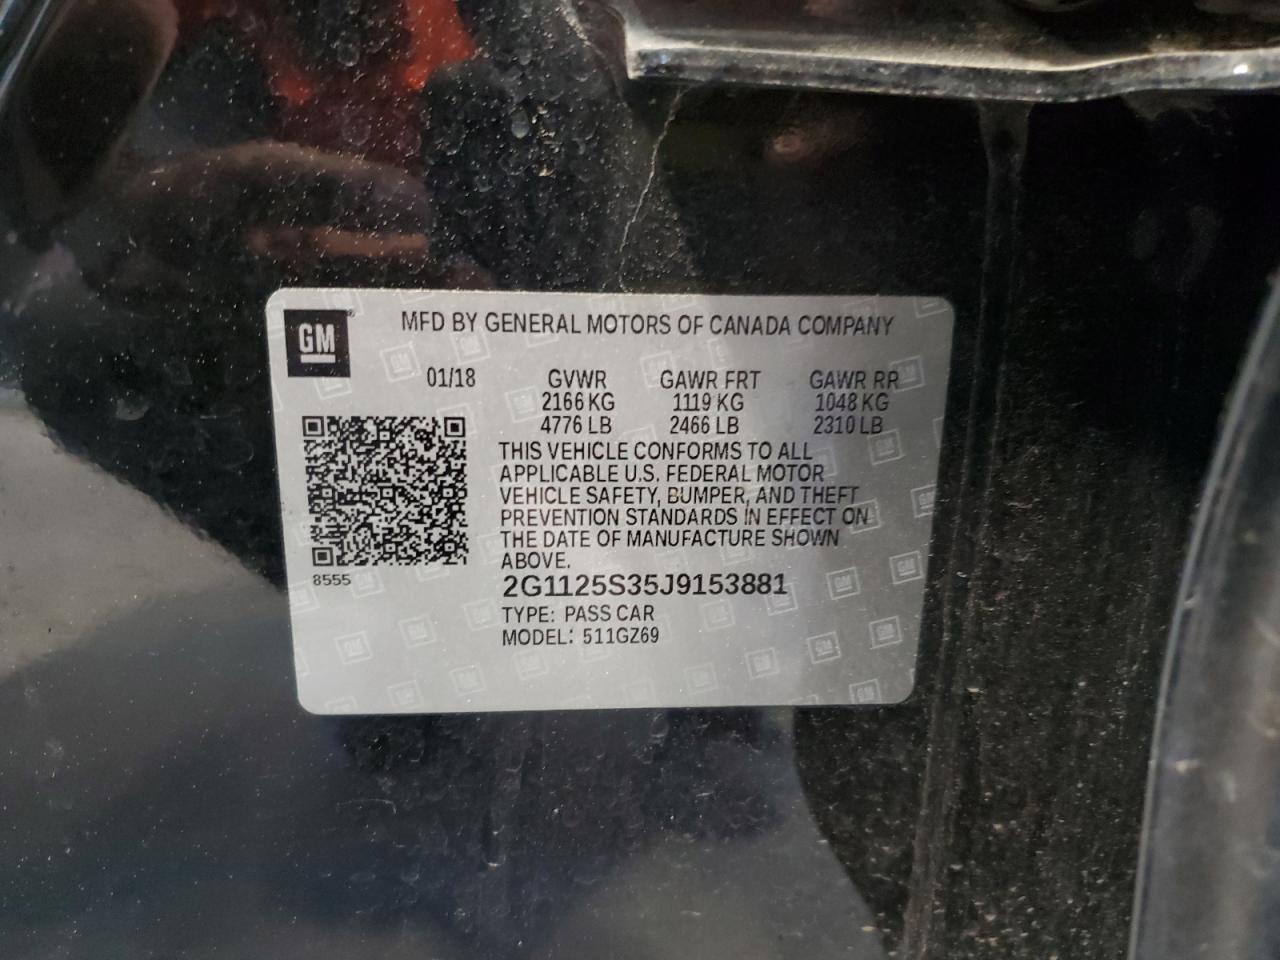 GM
MFD BY GENERAL MOTORS OF CANADA COMPANY
01/18 GVWR GAWR FRT GAWR RR
2166 KG 1119 KG 1048 KG
4776 LB 2466 LB 2310 LB
THIS VEHICLE CONFORMS TO ALL
APPLICABLE U.S. FEDERAL MOTOR
VEHICLE SAFETY, BUMPER, AND THEFT
PREVENTION STANDARDS IN EFFECT ON
THE DATE OF MANUFACTURE SHOWN
ABOVE.
8555
2G1125S35J9153881
TYPE: PASS CAR
MODEL: 511GZ69